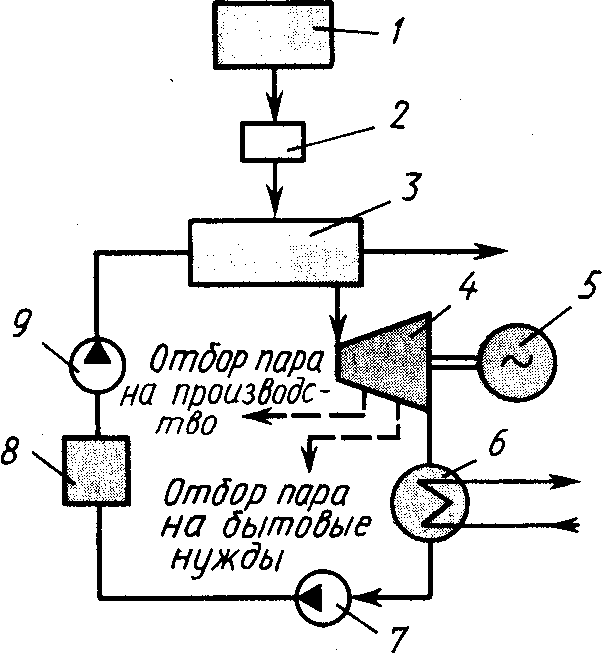 1
2
3
4
5
9
Отбор пара
на производс-
тво
8
6
Отбор пара
на бытовые
нужды
7